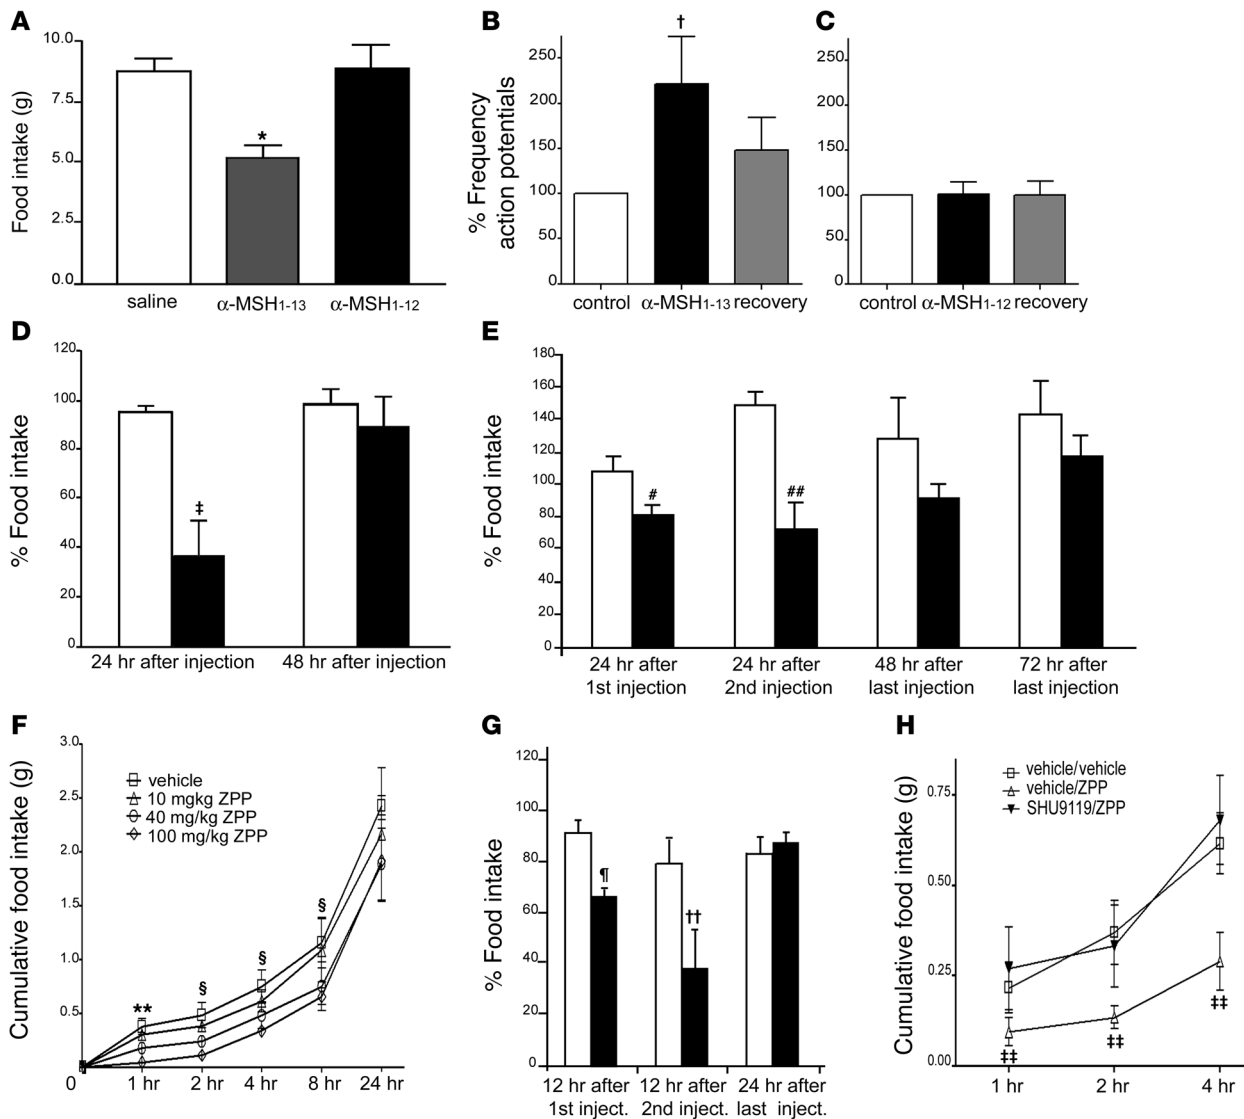 A
Food intake (g)
10.0
7.5
5.0
2.5
0.0
*
saline
α-MSH1-13
α-MSH1-12
B
% Frequency
action potentials
250
200
150
100
50
0
†
control
α-MSH1-13
recovery
C
250
200
150
100
50
0
control
α-MSH1-12
recovery
D
% Food intake
120
100
80
60
40
20
0
‡
24 hr after injection
48 hr after injection
E
% Food intake
180
160
140
120
100
80
60
40
20
0
#
##
24 hr after
1st injection
24 hr after
2nd injection
48 hr after
last injection
72 hr after
last injection
F
Cumulative food intake (g)
3.0
2.5
2.0
1.5
1.0
0.5
0
vehicle
10 mgkg ZPP
40 mg/kg ZPP
100 mg/kg ZPP
**
§
§
§
1 hr
2 hr
4 hr
8 hr
24 hr
G
% Food intake
120
100
80
60
40
20
0
¶
††
12 hr after
1st inject.
12 hr after
2nd inject.
24 hr after
last inject.
H
Cumulative food intake (g)
0.75
0.50
0.25
0.00
vehicle/vehicle
vehicle/ZPP
SHU9119/ZPP
‡‡
‡‡
‡‡
1 hr
2 hr
4 hr